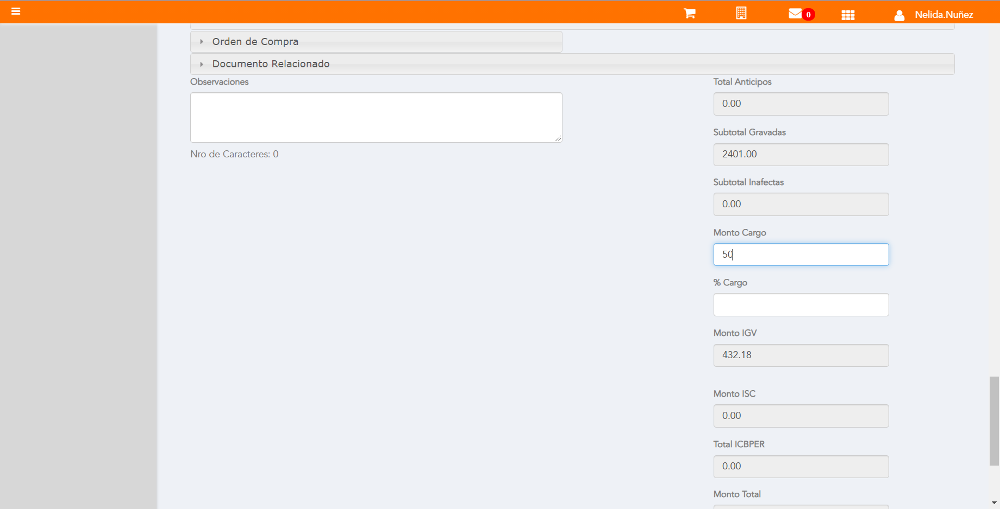 0
Nelida.Nuñez
Orden de Compra
Documento Relacionado
Observaciones
Nro de Caracteres: 0
Total Anticipos
0.00
Subtotal Gravadas
2401.00
Subtotal Inafectas
0.00
Monto Cargo
50
% Cargo
Monto IGV
432.18
Monto ISC
0.00
Total ICBPER
0.00
Monto Total